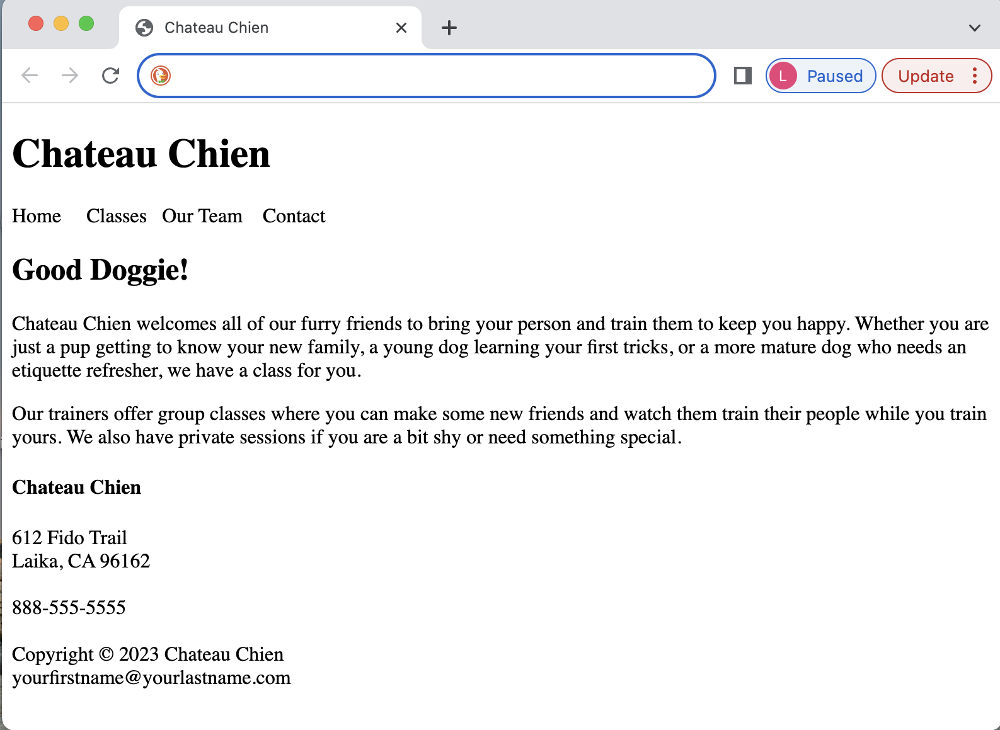 Chateau Chien
L
Paused
Update
Chateau Chien
Home Classes Our Team Contact
Good Doggie!
Chateau Chien welcomes all of our furry friends to bring your person and train them to keep you happy. Whether you are
just a pup getting to know your new family, a young dog learning your first tricks, or a more mature dog who needs an
etiquette refresher, we have a class for you.
Our trainers offer group classes where you can make some new friends and watch them train their people while you train
yours. We also have private sessions if you are a bit shy or need something special.
Chateau Chien
612 Fido Trail
Laika, CA 96162
888-555-5555
Copyright © 2023 Chateau Chien
yourfirstname@yourlastname.com